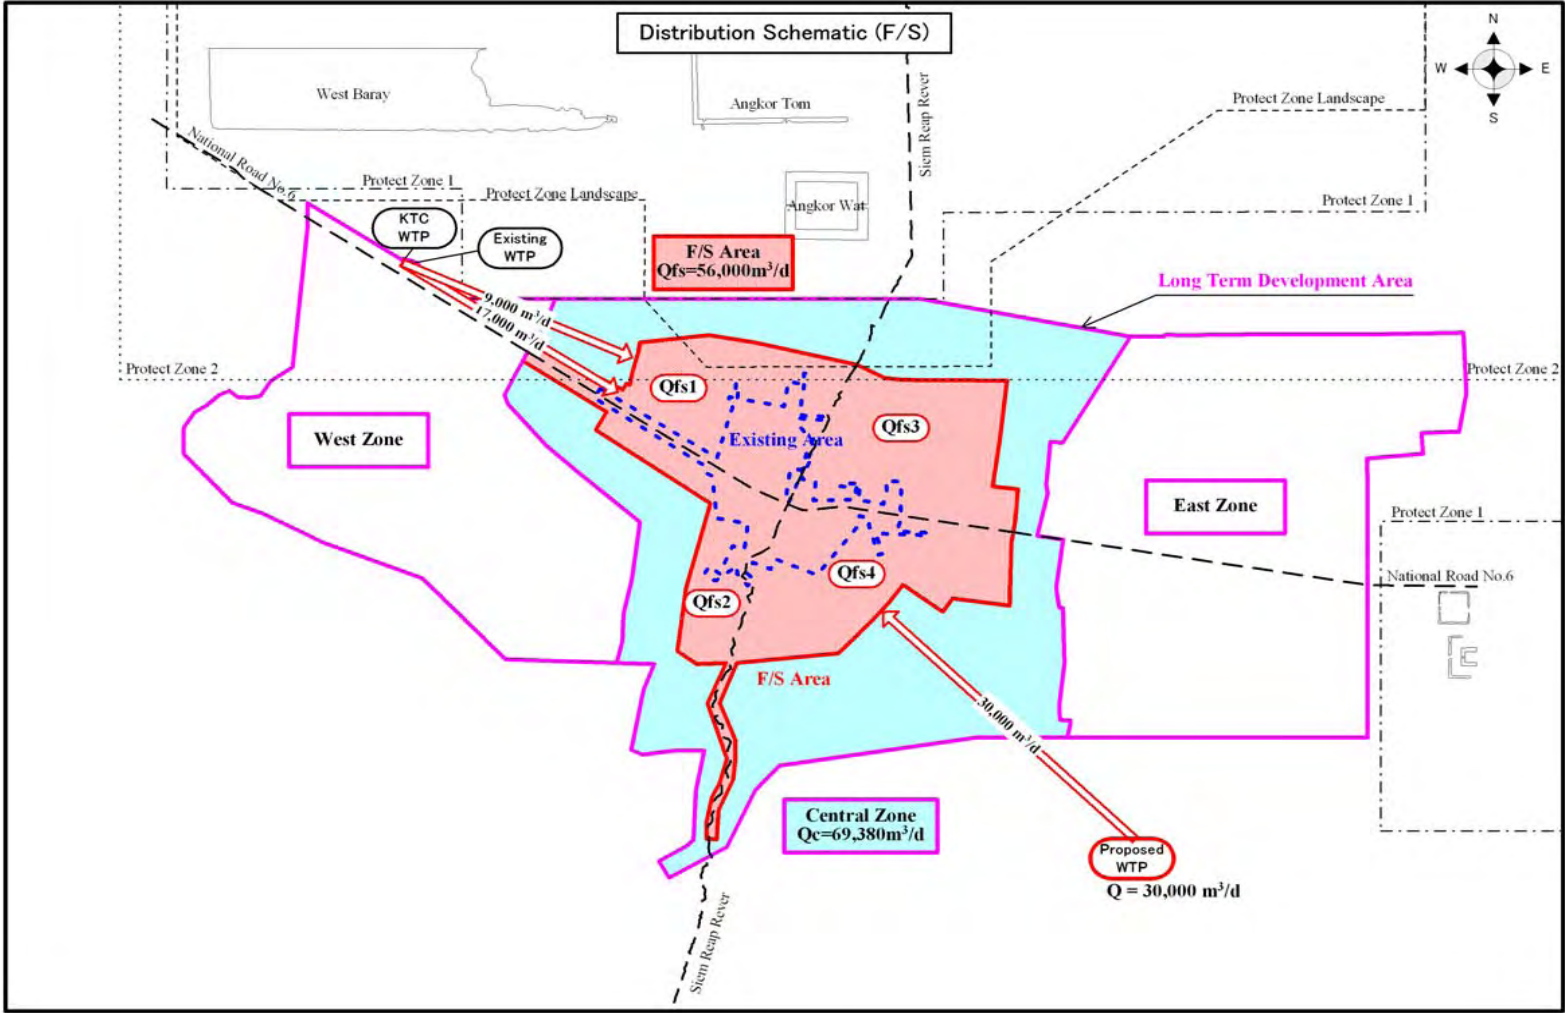 Distribution Schematic (F/S)
N
W
E
S
West Baray
Angkor Tom
Siem Reap Rever
Protect Zone Landscape
National Road No.6
Protect Zone 1
Protect Zone Landscape
Angkor Wat
Protect Zone 1
KTC
WTP
Existing
WTP
F/S Area
Qfs=56,000m³/d
Long Term Development Area
9,000 m³/d
17,000 m³/d
Protect Zone 2
Protect Zone 2
Qfs1
Qfs3
West Zone
Existing Area
East Zone
Protect Zone 1
Qfs4
National Road No.6
Qfs2
F/S Area
30,000 m³/d
Central Zone
Qc=69,380m³/d
Proposed
WTP
Q = 30,000 m³/d
Siem Reap Rever